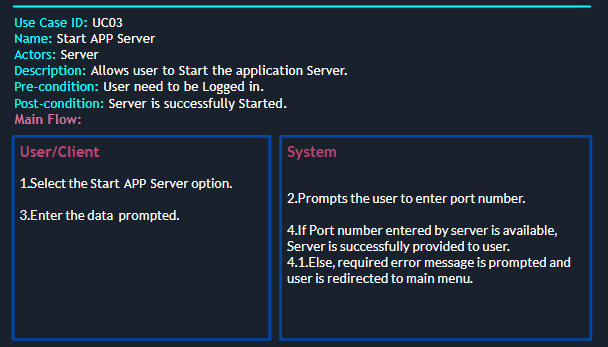 Use Case ID: UC03
Name: Start APP Server
Actors: Server
Description: Allows user to Start the application Server.
Pre-condition: User need to be Logged in.
Post-condition: Server is successfully Started.
Main Flow:
User/Client
1.Select the Start APP Server option.
3.Enter the data prompted.
System
2.Prompts the user to enter port number.
4.If Port number entered by server is available,
Server is successfully provided to user.
4.1.Else, required error message is prompted and
user is redirected to main menu.